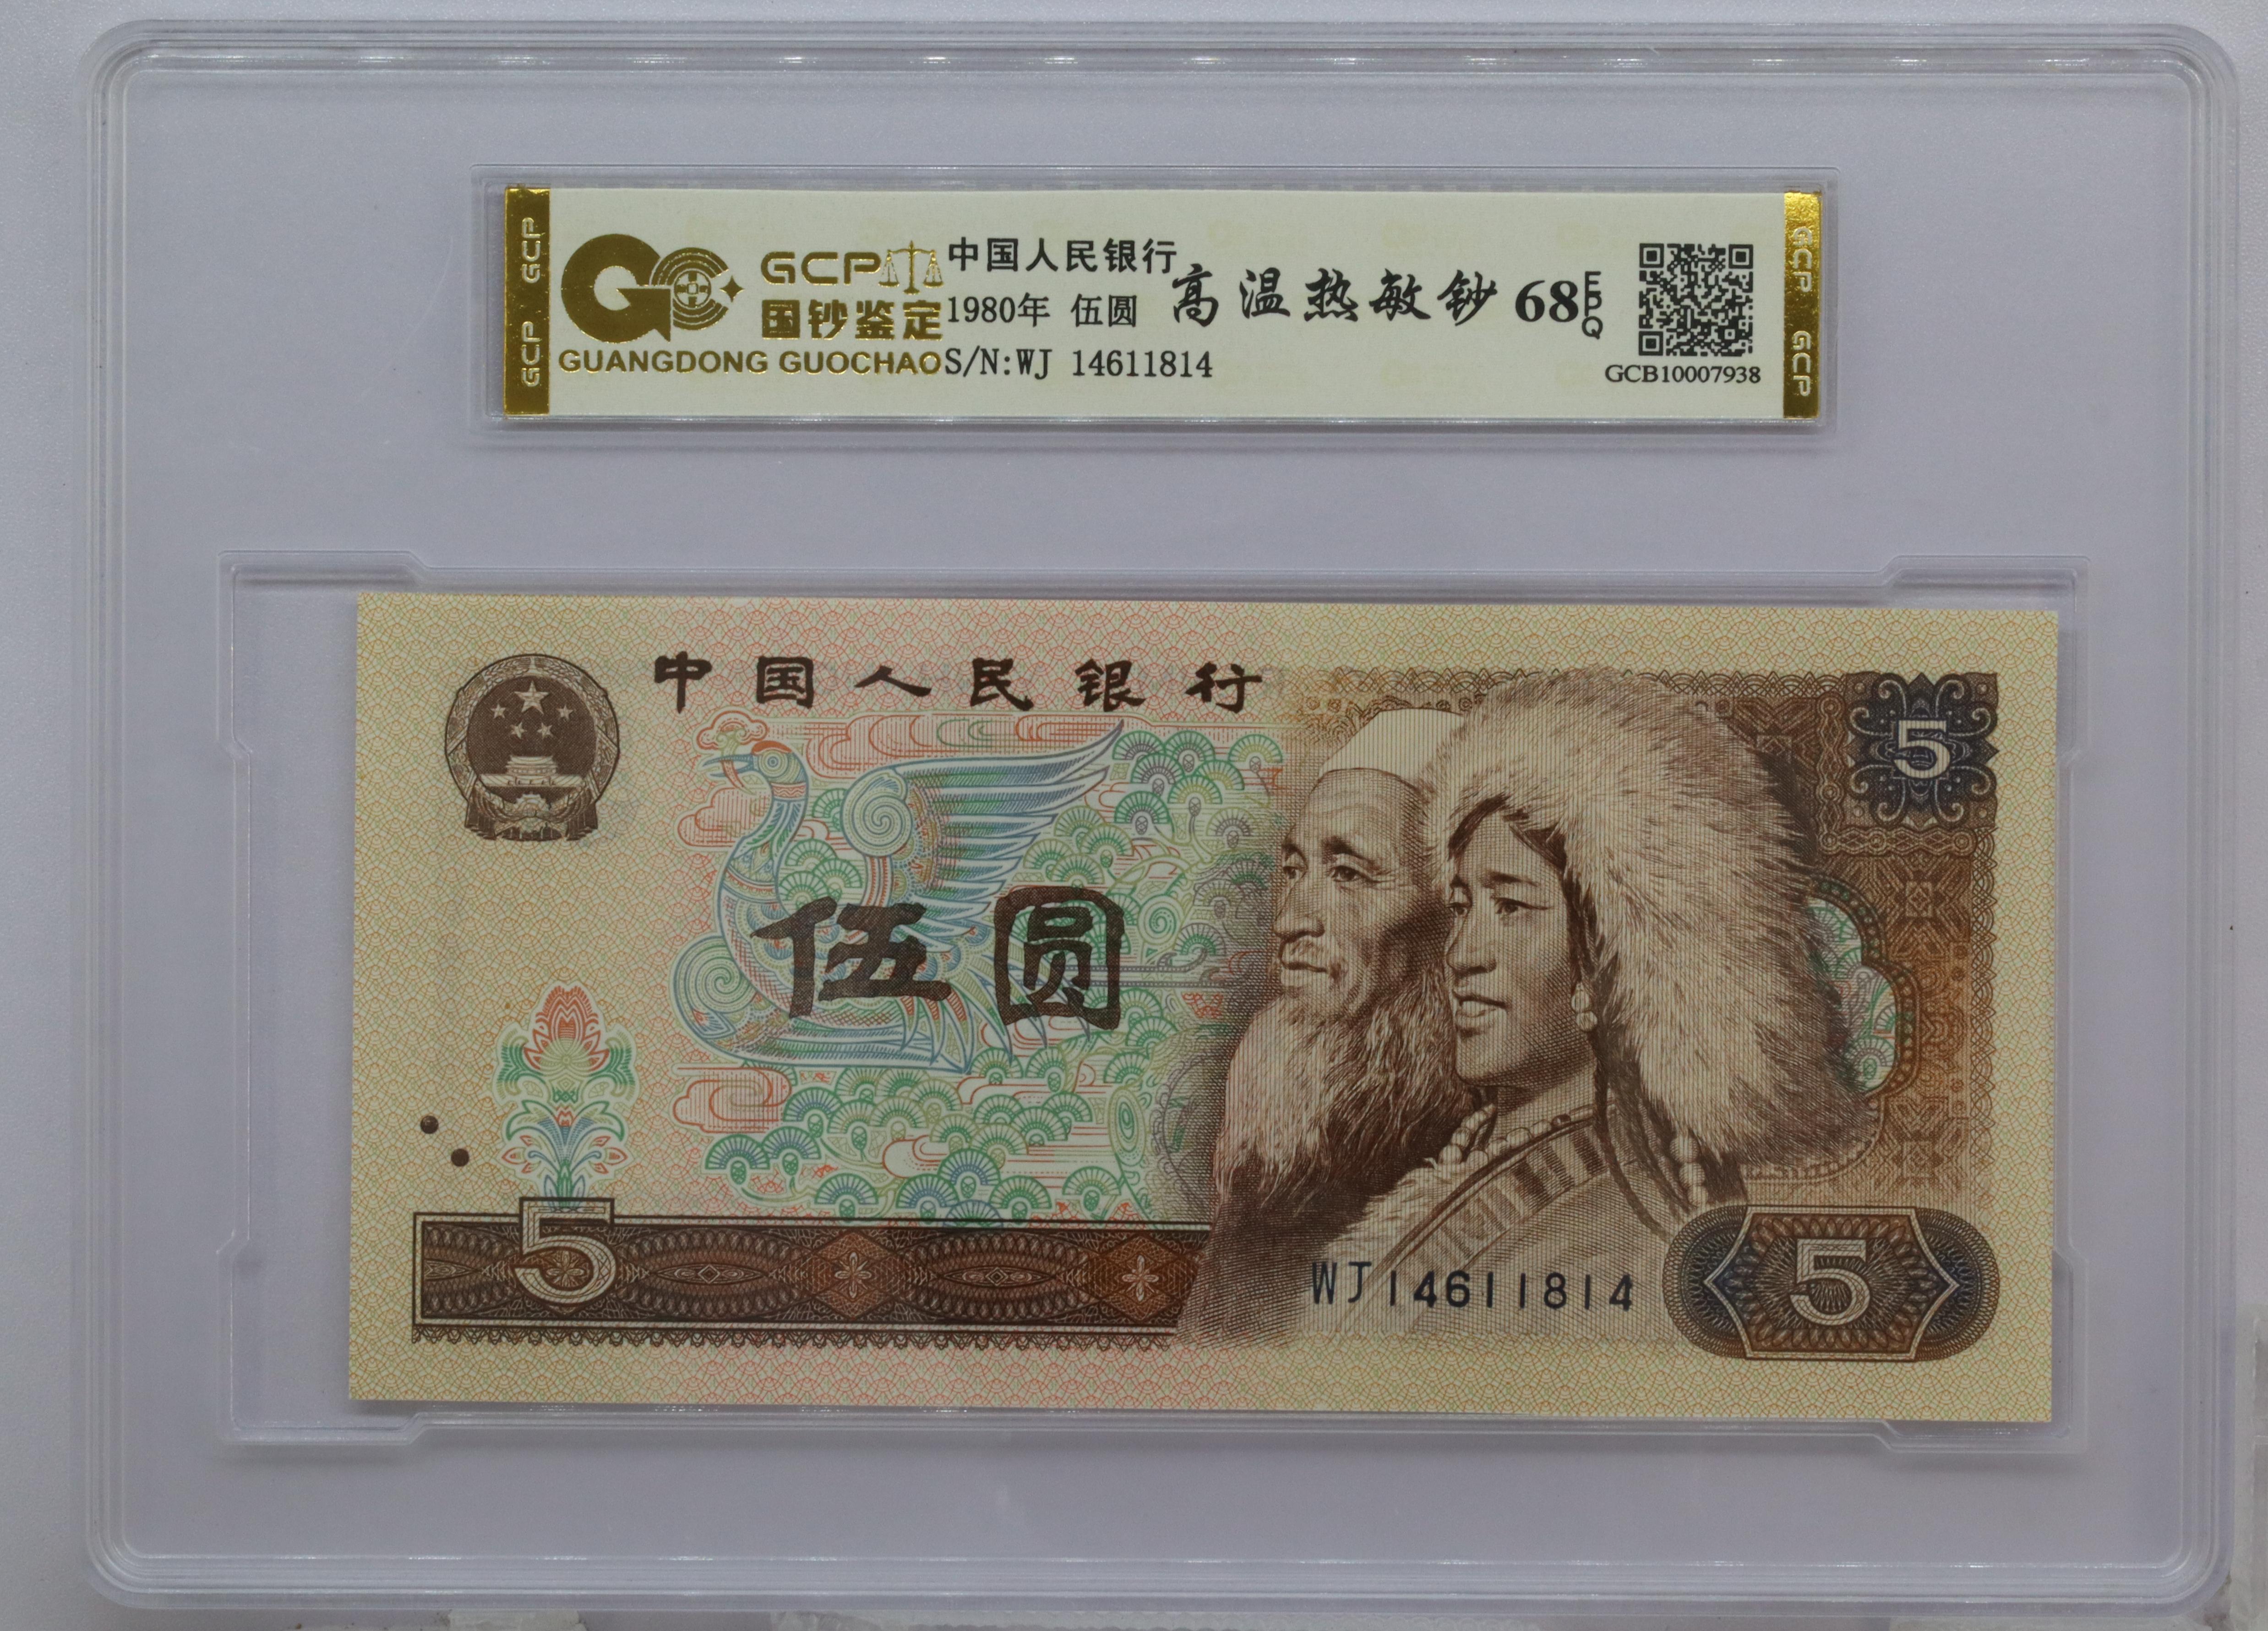 GCP GCP
GCP
国钞鉴定
GUANGDONG GUOCHAO
中国人民银行
1980年 伍圆
S/N:WJ 14611814
高温热敏钞 68 EPQ
GCB10007938
GCP GCP
中国人民银行
5
伍圆
5
WJ14611814
5